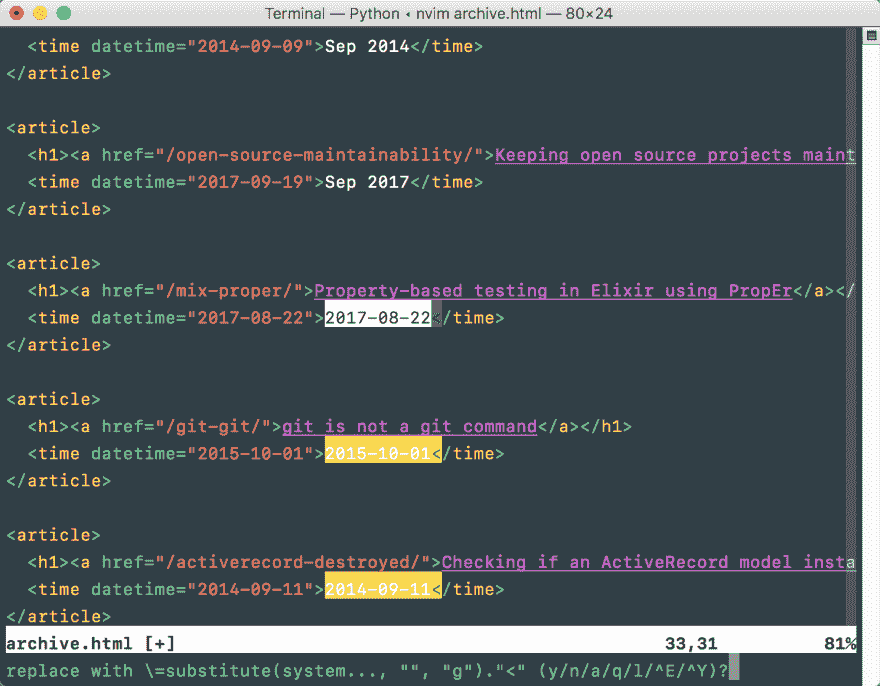 Terminal — Python • nvim archive.html — 80×24
<time datetime="2014-09-09">Sep 2014</time>
</article>
<article>
<h1><a href="/open-source-maintainability/">Keeping open source projects maint
<time datetime="2017-09-19">Sep 2017</time>
</article>
<article>
<h1><a href="/mix-proper/">Property-based testing in Elixir using PropEr</a></
<time datetime="2017-08-22">2017-08-22</time>
</article>
<article>
<h1><a href="/git-git/">git is not a git command</a></h1>
<time datetime="2015-10-01">2015-10-01</time>
</article>
<article>
<h1><a href="/activerecord-destroyed/">Checking if an ActiveRecord model insta
<time datetime="2014-09-11">2014-09-11</time>
</article>
archive.html [+] 33,31 81%
replace with \=substitute(system..., "", "g")."<" (y/n/a/q/l/^E/^Y)?